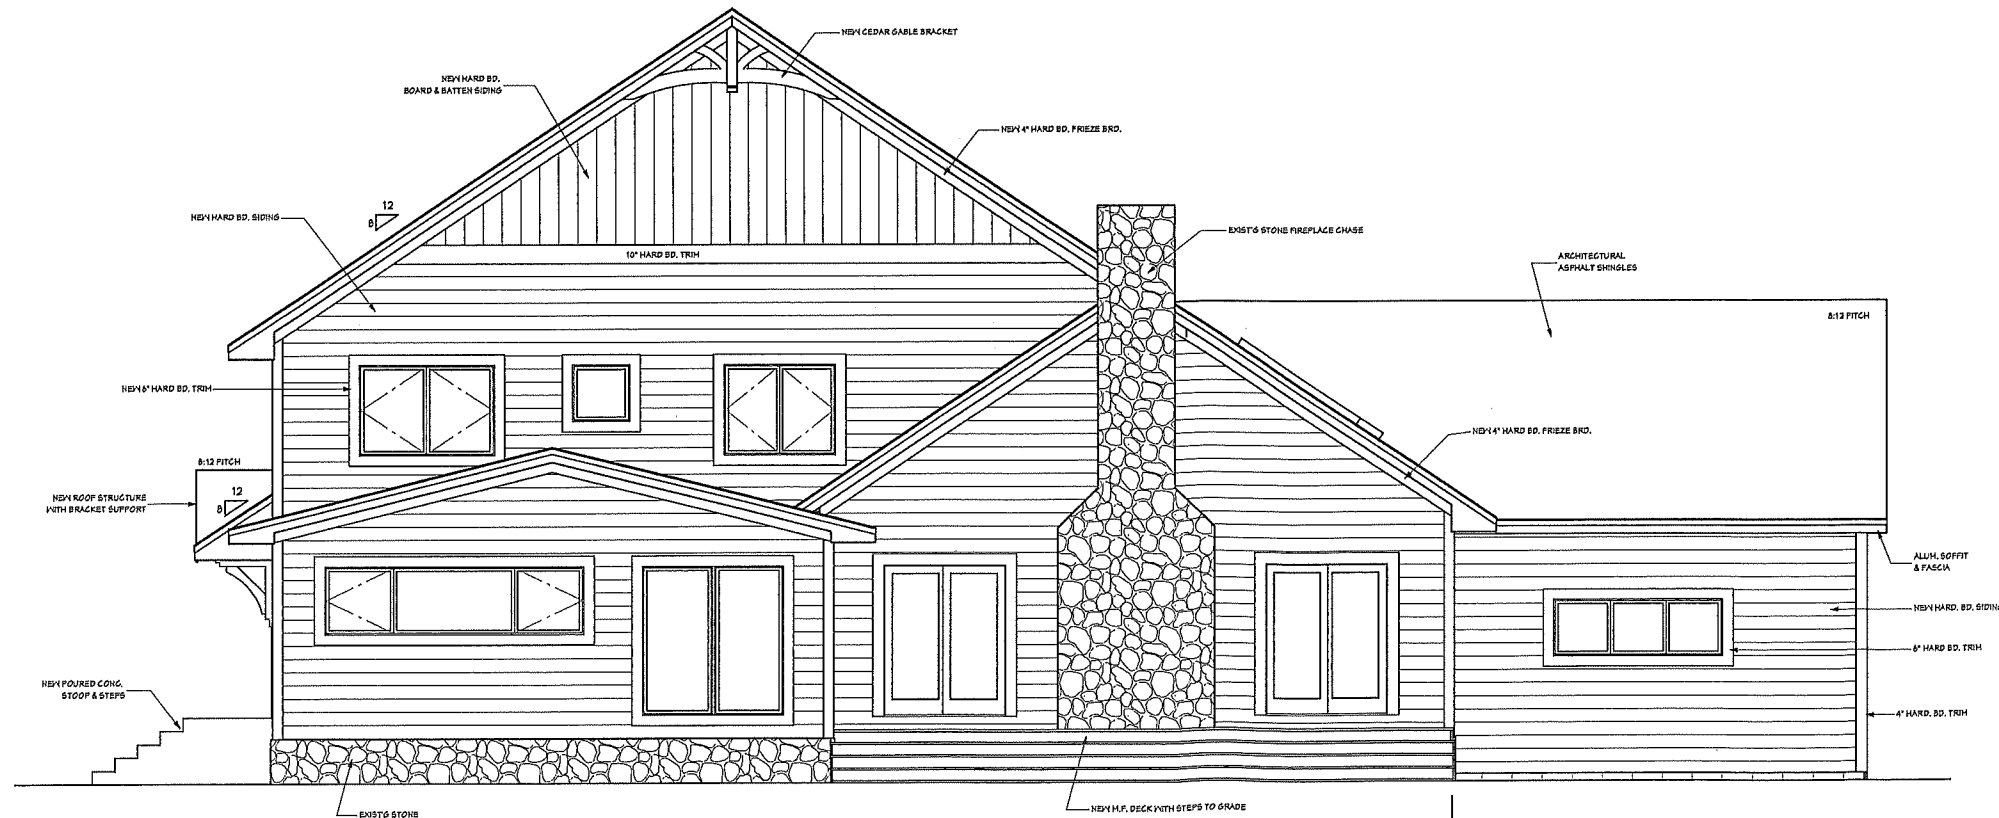 NEW CEDAR GABLE BRACKET
NEW HARD BD.
BOARD & BATTEN SIDING
NEW 4" HARD BD. FRIEZE BRD.
12
8
NEW HARD BD. SIDING
EXIST'G STONE FIREPLACE CHASE
10" HARD BD. TRIM
ARCHITECTURAL
ASPHALT SHINGLES
8:12 PITCH
NEW 6" HARD BD. TRIM
NEW 4" HARD BD. FRIEZE BRD.
8:12 PITCH
12
8
NEW ROOF STRUCTURE
WITH BRACKET SUPPORT
ALUM. SOFFIT
& FASCIA
NEW HARD. BD. SIDING
6" HARD BD. TRIM
NEW POURED CONC.
STOOP & STEPS
4" HARD. BD. TRIM
NEW M.F. DECK WITH STEPS TO GRADE
EXIST'G STONE